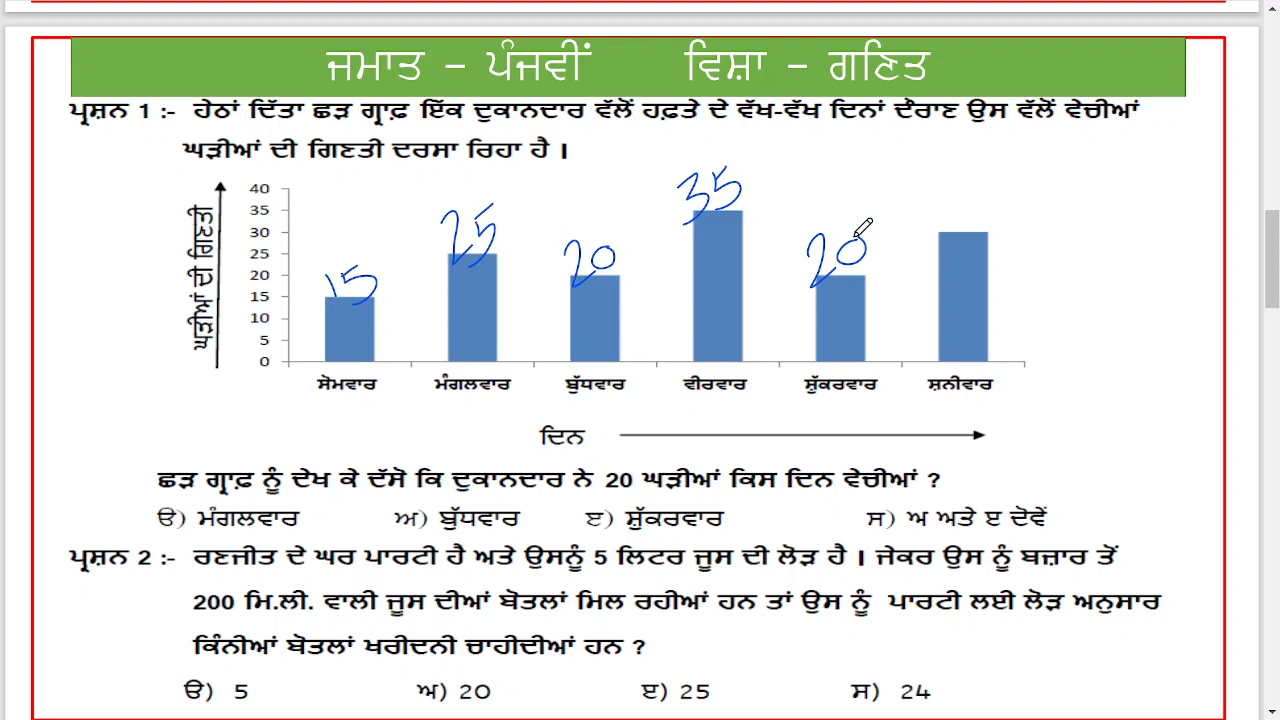 ਜਮਾਤ – ਪੰਜਵੀਂ ਵਿਸ਼ਾ – ਗਣਿਤ
ਪ੍ਰਸ਼ਨ 1 :- ਹੇਠਾਂ ਦਿੱਤਾ ਛੜ ਗ੍ਰਾਫ਼ ਇੱਕ ਦੁਕਾਨਦਾਰ ਵੱਲੋਂ ਹਫ਼ਤੇ ਦੇ ਵੱਖ-ਵੱਖ ਦਿਨਾਂ ਦੌਰਾਣ ਉਸ ਵੱਲੋਂ ਵੇਚੀਆਂ
ਘੜੀਆਂ ਦੀ ਗਿਣਤੀ ਦਰਸਾ ਰਿਹਾ ਹੈ ।
ਘੜੀਆਂ ਦੀ ਗਿਣਤੀ
40
35
30
25
20
15
10
5
0
15 25 20 35 20
ਸੋਮਵਾਰ ਮੰਗਲਵਾਰ ਬੁੱਧਵਾਰ ਵੀਰਵਾਰ ਸ਼ੁੱਕਰਵਾਰ ਸ਼ਨੀਵਾਰ
ਦਿਨ
ਛੜ ਗ੍ਰਾਫ਼ ਨੂੰ ਦੇਖ ਕੇ ਦੱਸੋ ਕਿ ਦੁਕਾਨਦਾਰ ਨੇ 20 ਘੜੀਆਂ ਕਿਸ ਦਿਨ ਵੇਚੀਆਂ ?
ੳ) ਮੰਗਲਵਾਰ ਅ) ਬੁੱਧਵਾਰ ੲ) ਸ਼ੁੱਕਰਵਾਰ ਸ) ਅ ਅਤੇ ੲ ਦੋਵੇਂ
ਪ੍ਰਸ਼ਨ 2 :- ਰਣਜੀਤ ਦੇ ਘਰ ਪਾਰਟੀ ਹੈ ਅਤੇ ਉਸਨੂੰ 5 ਲਿਟਰ ਜੂਸ ਦੀ ਲੋੜ ਹੈ । ਜੇਕਰ ਉਸ ਨੂੰ ਬਜ਼ਾਰ ਤੋਂ
200 ਮਿ.ਲੀ. ਵਾਲੀ ਜੂਸ ਦੀਆਂ ਬੋਤਲਾਂ ਮਿਲ ਰਹੀਆਂ ਹਨ ਤਾਂ ਉਸ ਨੂੰ ਪਾਰਟੀ ਲਈ ਲੋੜ ਅਨੁਸਾਰ
ਕਿੰਨੀਆਂ ਬੋਤਲਾਂ ਖਰੀਦਨੀ ਚਾਹੀਦੀਆਂ ਹਨ ?
ੳ) 5 ਅ) 20 ੲ) 25 ਸ) 24